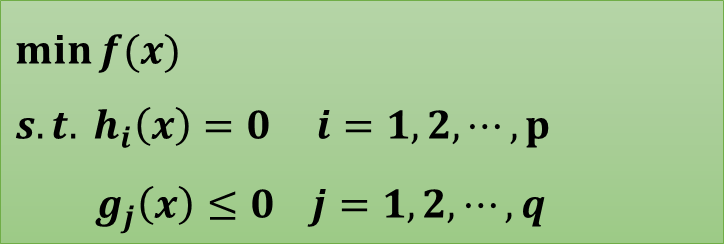 min f(x)
s.t. hᵢ(x) = 0 i = 1, 2, ⋯, p
gⱼ(x) ≤ 0 j = 1, 2, ⋯, q